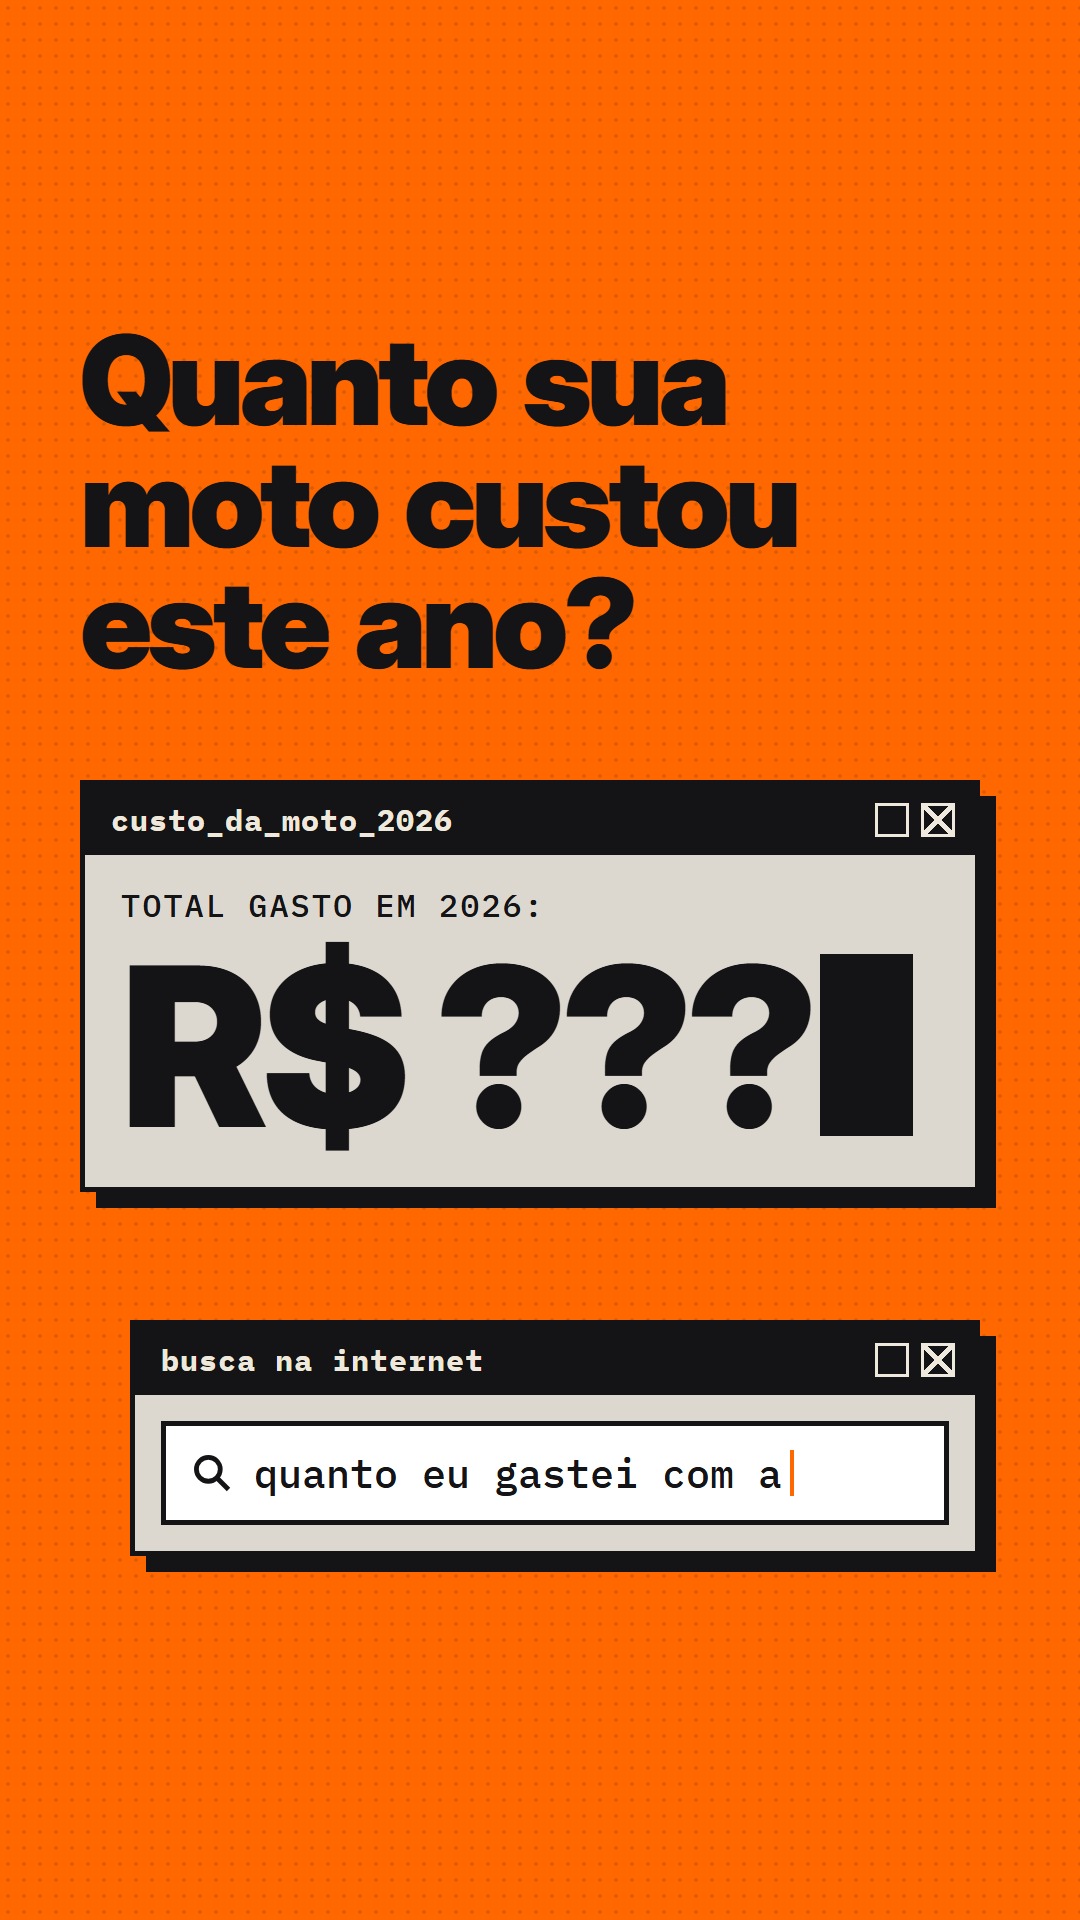 Quanto sua
moto custou
este ano?
custo_da_moto_2026
TOTAL GASTO EM 2026:
R$ ???
busca na internet
quanto eu gastei com a